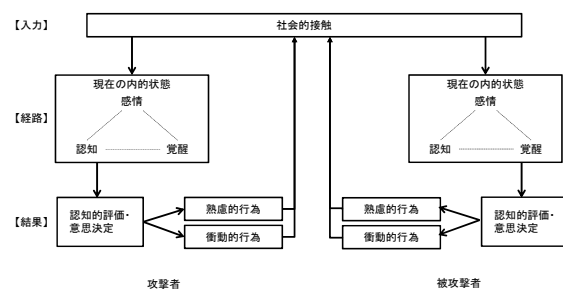 【入力】
社会的接触
【経路】
現在の内的状態
感情
認知
覚醒
現在の内的状態
感情
認知
覚醒
【結果】
認知的評価・
意思決定
熟慮的行為
衝動的行為
熟慮的行為
衝動的行為
認知的評価・
意思決定
攻撃者
被攻撃者